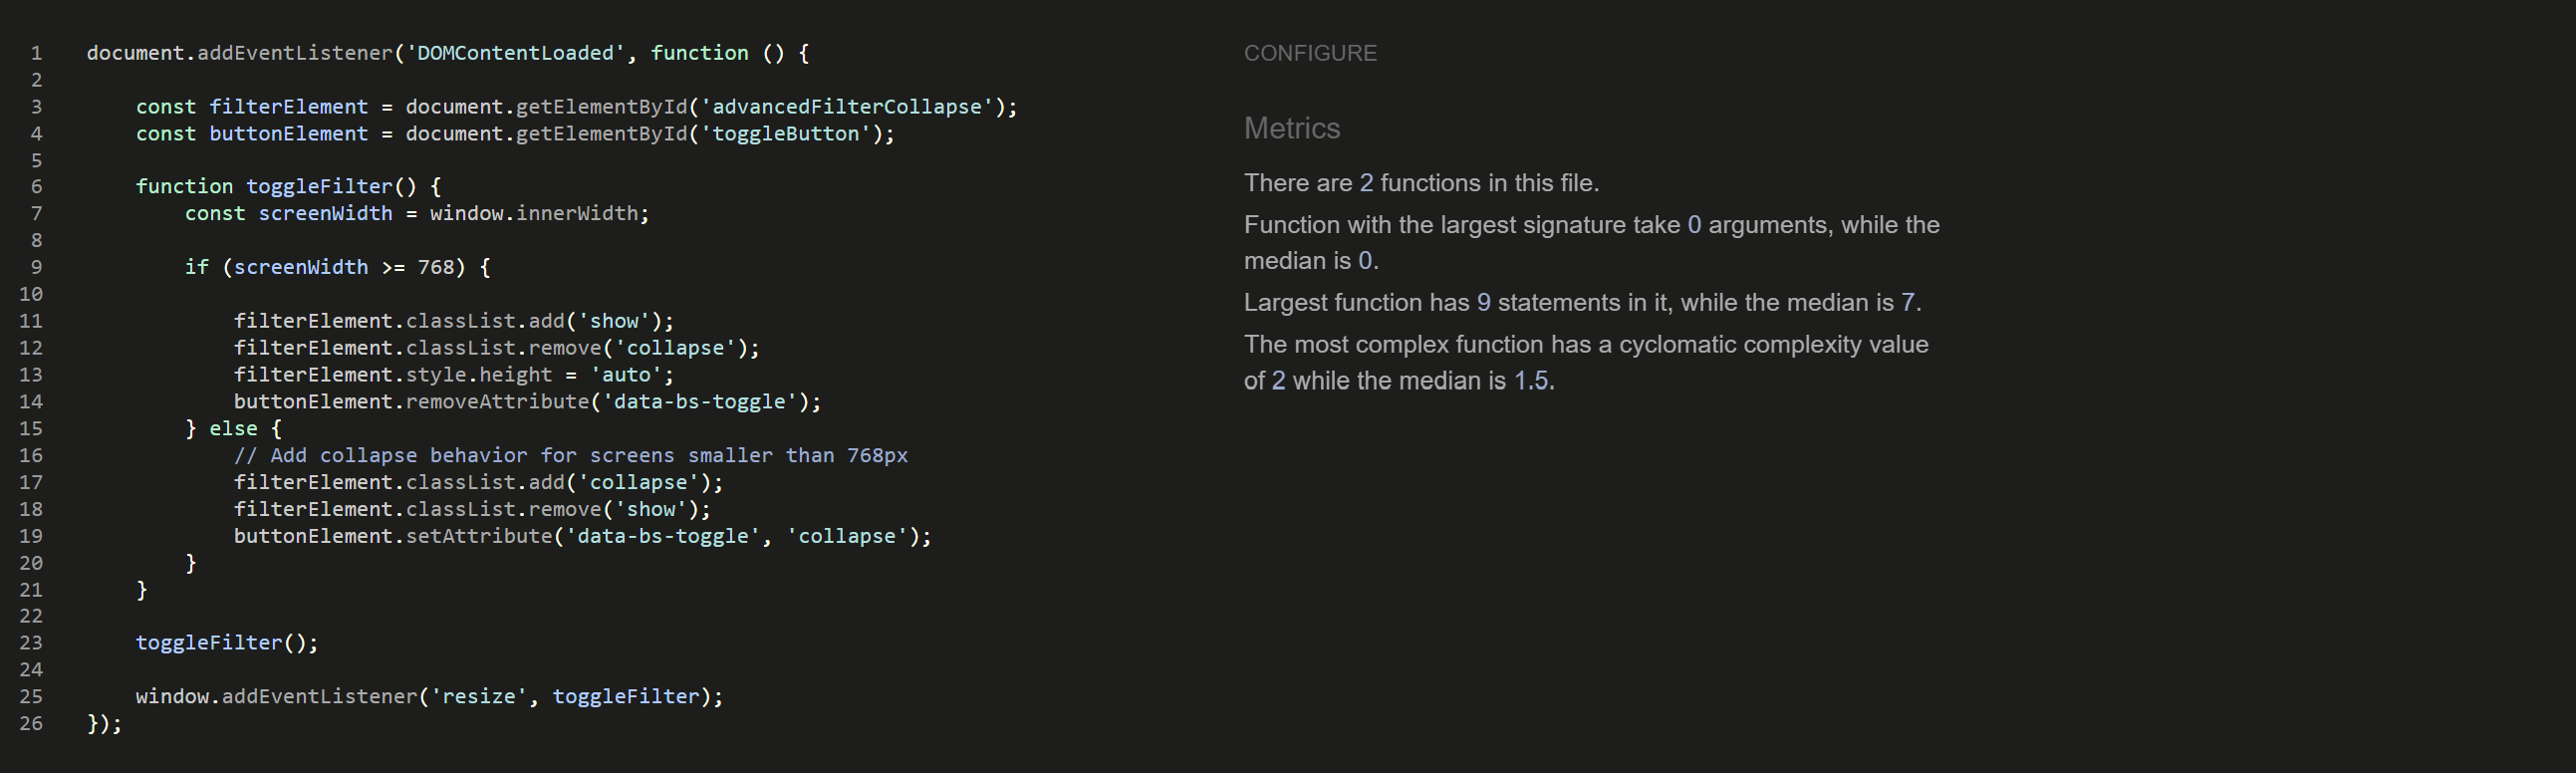 1 document.addEventListener('DOMContentLoaded', function () {
2
3 const filterElement = document.getElementById('advancedFilterCollapse');
4 const buttonElement = document.getElementById('toggleButton');
5
6 function toggleFilter() {
7 const screenWidth = window.innerWidth;
8
9 if (screenWidth >= 768) {
10
11 filterElement.classList.add('show');
12 filterElement.classList.remove('collapse');
13 filterElement.style.height = 'auto';
14 buttonElement.removeAttribute('data-bs-toggle');
15 } else {
16 // Add collapse behavior for screens smaller than 768px
17 filterElement.classList.add('collapse');
18 filterElement.classList.remove('show');
19 buttonElement.setAttribute('data-bs-toggle', 'collapse');
20 }
21 }
22
23 toggleFilter();
24
25 window.addEventListener('resize', toggleFilter);
26 });
CONFIGURE
Metrics
There are 2 functions in this file.
Function with the largest signature take 0 arguments, while the
median is 0.
Largest function has 9 statements in it, while the median is 7.
The most complex function has a cyclomatic complexity value
of 2 while the median is 1.5.